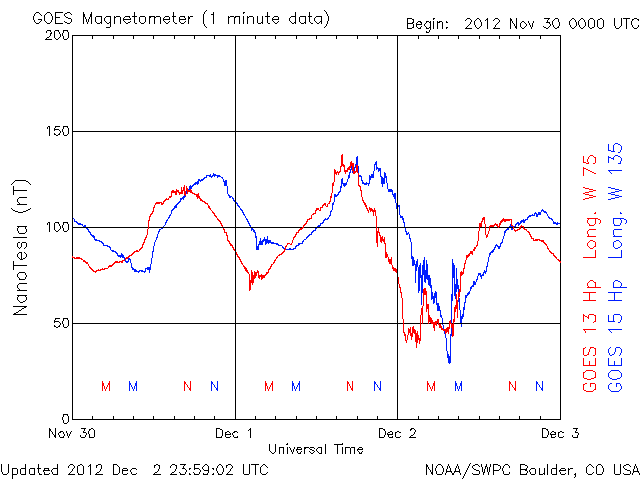 GOES Magnetometer (1 minute data)
Begin: 2012 Nov 30 0000 UTC
200
150
100
50
0
NanoTesla (nT)
M M N N M M N N M M N N
Nov 30 Dec 1 Dec 2 Dec 3
Universal Time
GOES 13 Hp Long. W 75
GOES 15 Hp Long. W 135
Updated 2012 Dec 2 23:59:02 UTC
NOAA/SWPC Boulder, CO USA